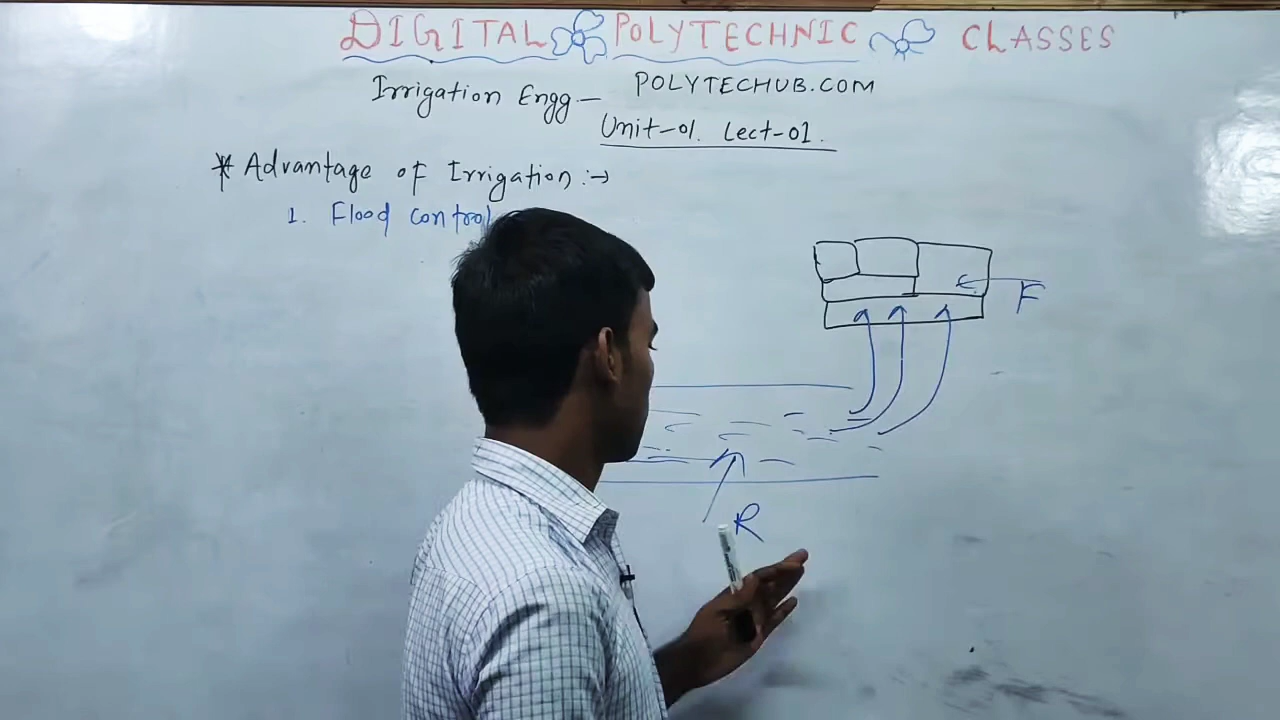 DIGITAL POLYTECHNIC CLASSES
Irrigation Engg.— POLYTECHUB.COM
Unit-01. Lect-01.
* Advantage of Irrigation :→
1. Flood control
F
R